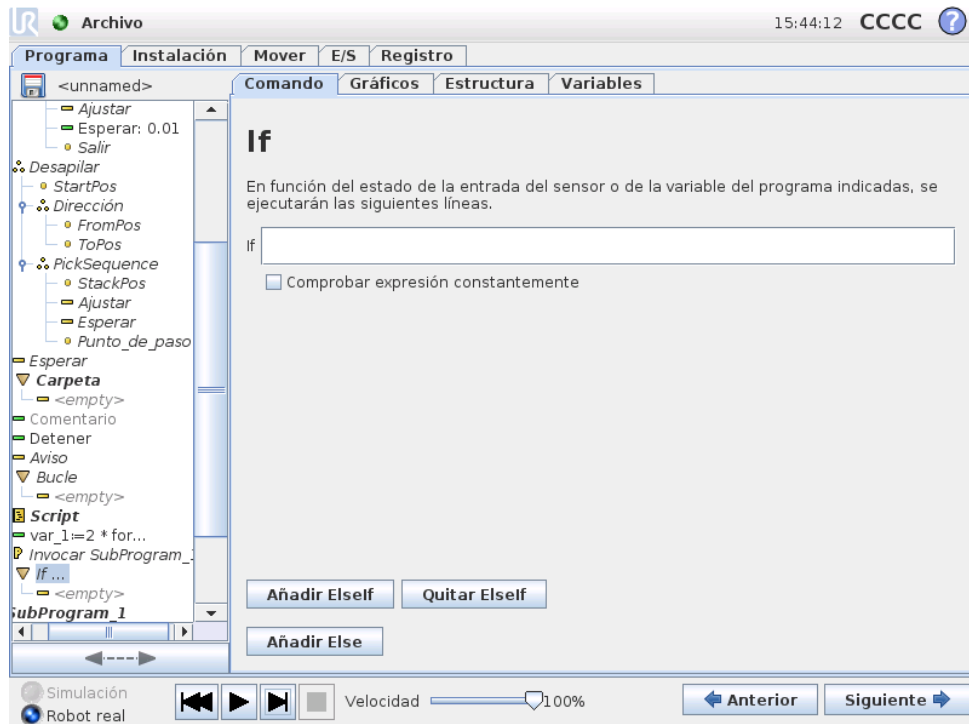 UR Archivo 15:44:12 CCCC ?
Programa Instalación Mover E/S Registro
<unnamed>
Comando Gráficos Estructura Variables
Ajustar
Esperar: 0.01
Salir
Desapilar
StartPos
Dirección
FromPos
ToPos
PickSequence
StackPos
Ajustar
Esperar
Punto_de_paso
Esperar
Carpeta
<empty>
Comentario
Detener
Aviso
Bucle
<empty>
Script
var_1:=2 * for...
Invocar SubProgram_1
If ...
<empty>
SubProgram_1
If
En función del estado de la entrada del sensor o de la variable del programa indicadas, se
ejecutarán las siguientes líneas.
If
Comprobar expresión constantemente
Añadir ElseIf Quitar ElseIf
Añadir Else
Simulación
Robot real
Velocidad 100%
Anterior Siguiente